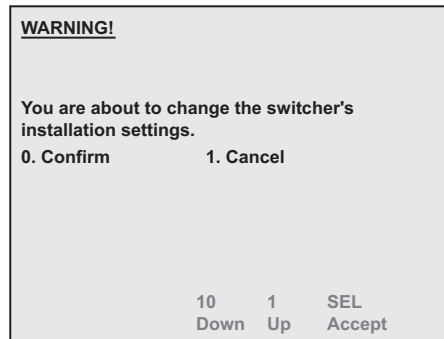 WARNING!
You are about to change the switcher's
installation settings.
0. Confirm 1. Cancel
10 1 SEL
Down Up Accept